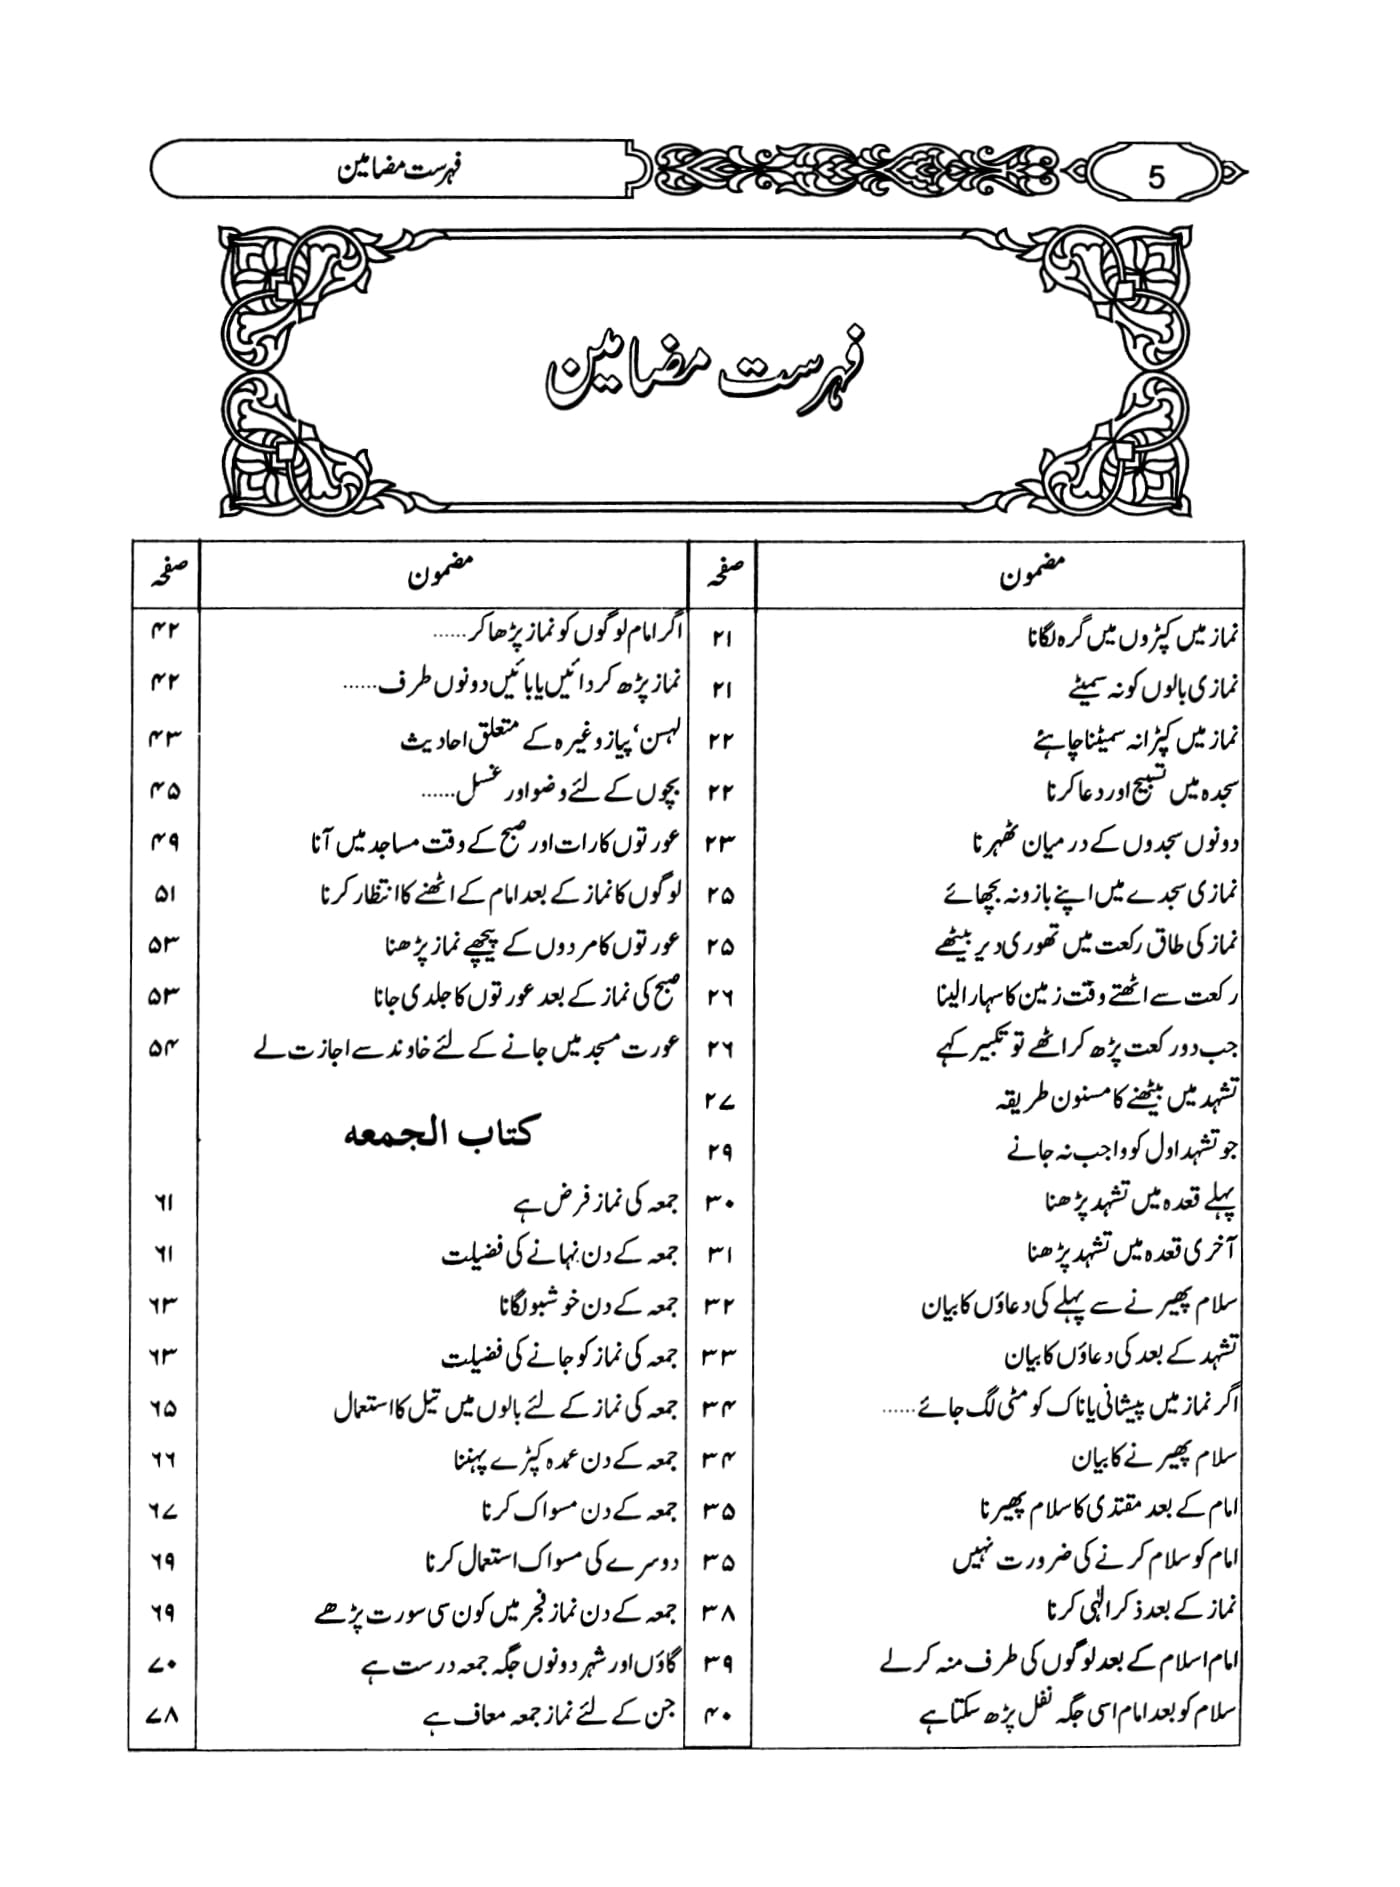 فہرست مضامین
5
فہرست مضامین
مضمون صفحہ
نماز میں کپڑوں میں گرہ لگانا ۲۱
نمازی بالوں کو نہ سمیٹے ۲۱
نماز میں کپڑا نہ سمیٹنا چاہئے ۲۲
سجدہ میں تسبیح اور دعا کرنا ۲۲
دونوں سجدوں کے درمیان ٹھہرنا ۲۳
نمازی سجدے میں اپنے بازو نہ بچھائے ۲۵
نماز کی طاق رکعت میں تھوڑی دیر بیٹھے ۲۵
رکعت سے اٹھتے وقت زمین کا سہارا لینا ۲۶
جب دو رکعت پڑھ کر اٹھے تو تکبیر کہے ۲۶
تشہد میں بیٹھنے کا مسنون طریقہ ۲۷
جو تشہد اول کو واجب نہ جانے ۲۹
پہلے قعدہ میں تشہد پڑھنا ۳۰
آخری قعدہ میں تشہد پڑھنا ۳۱
سلام پھیرنے سے پہلے کی دعاؤں کا بیان ۳۲
تشہد کے بعد کی دعاؤں کا بیان ۳۳
اگر نماز میں پیشانی یا ناک کو مٹی لگ جائے...... ۳۴
سلام پھیرنے کا بیان ۳۴
امام کے بعد مقتدی کا سلام پھیرنا ۳۵
امام کو سلام کرنے کی ضرورت نہیں ۳۵
نماز کے بعد ذکر الٰہی کرنا ۳۸
امام اسلام کے بعد لوگوں کی طرف منہ کر لے ۳۹
سلام کو بعد امام اسی جگہ نفل پڑھ سکتا ہے ۴۰
مضمون صفحہ
اگر امام لوگوں کو نماز پڑھا کر...... ۴۲
نماز پڑھ کر دائیں یا بائیں دونوں طرف...... ۴۲
لہسن‘ پیاز وغیرہ کے متعلق احادیث ۴۳
بچوں کے لئے وضو اور غسل...... ۴۵
عورتوں کا رات اور صبح کے وقت مساجد میں آنا ۴۹
لوگوں کا نماز کے بعد امام کے اٹھنے کا انتظار کرنا ۵۱
عورتوں کا مردوں کے پیچھے نماز پڑھنا ۵۳
صبح کی نماز کے بعد عورتوں کا جلدی جانا ۵۳
عورت مسجد میں جانے کے لئے خاوند سے اجازت لے ۵۴
كتاب الجمعه
جمعہ کی نماز فرض ہے ۶۱
جمعہ کے دن نہانے کی فضیلت ۶۱
جمعہ کے دن خوشبو لگانا ۶۳
جمعہ کی نماز کو جانے کی فضیلت ۶۳
جمعہ کی نماز کے لئے بالوں میں تیل کا استعمال ۶۵
جمعہ کے دن عمدہ کپڑے پہننا ۶۶
جمعہ کے دن مسواک کرنا ۶۷
دوسرے کی مسواک استعمال کرنا ۶۹
جمعہ کے دن نماز فجر میں کون سی سورت پڑھے ۶۹
گاؤں اور شہر دونوں جگہ جمعہ درست ہے ۷۰
جن کے لئے نماز جمعہ معاف ہے ۷۸